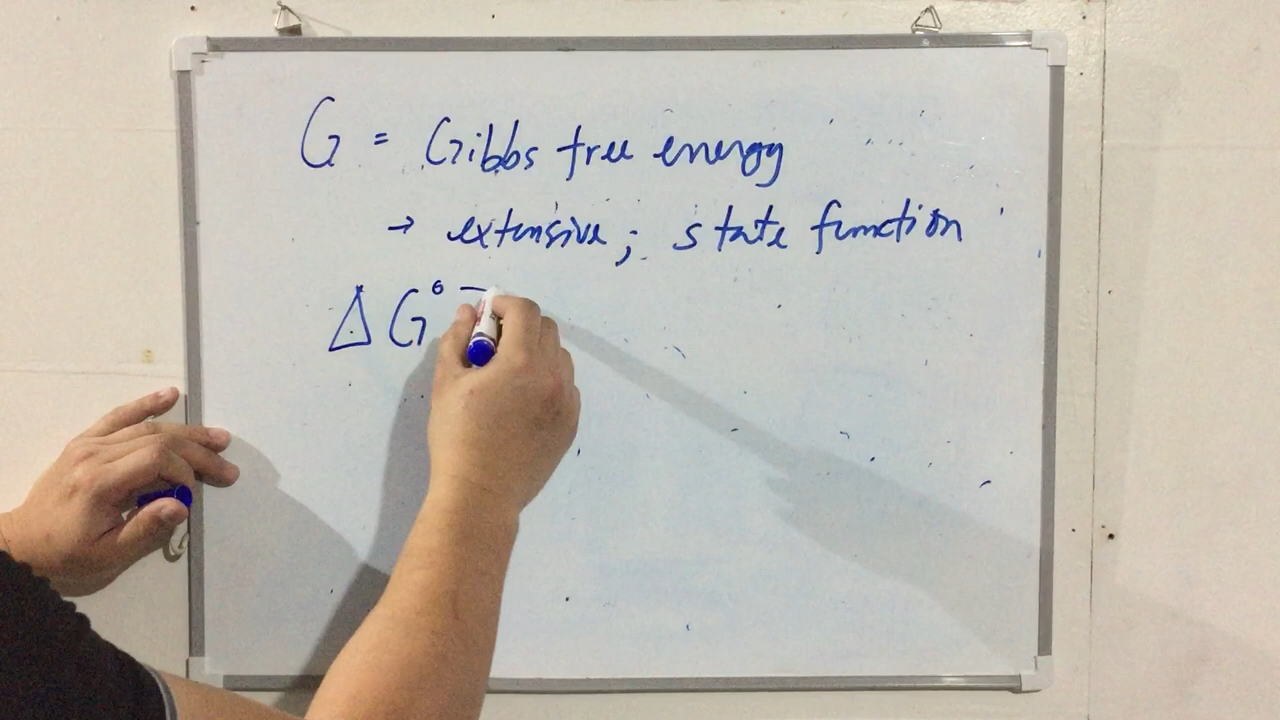 G = Gibbs free energy
→ extensive; state function
ΔG°